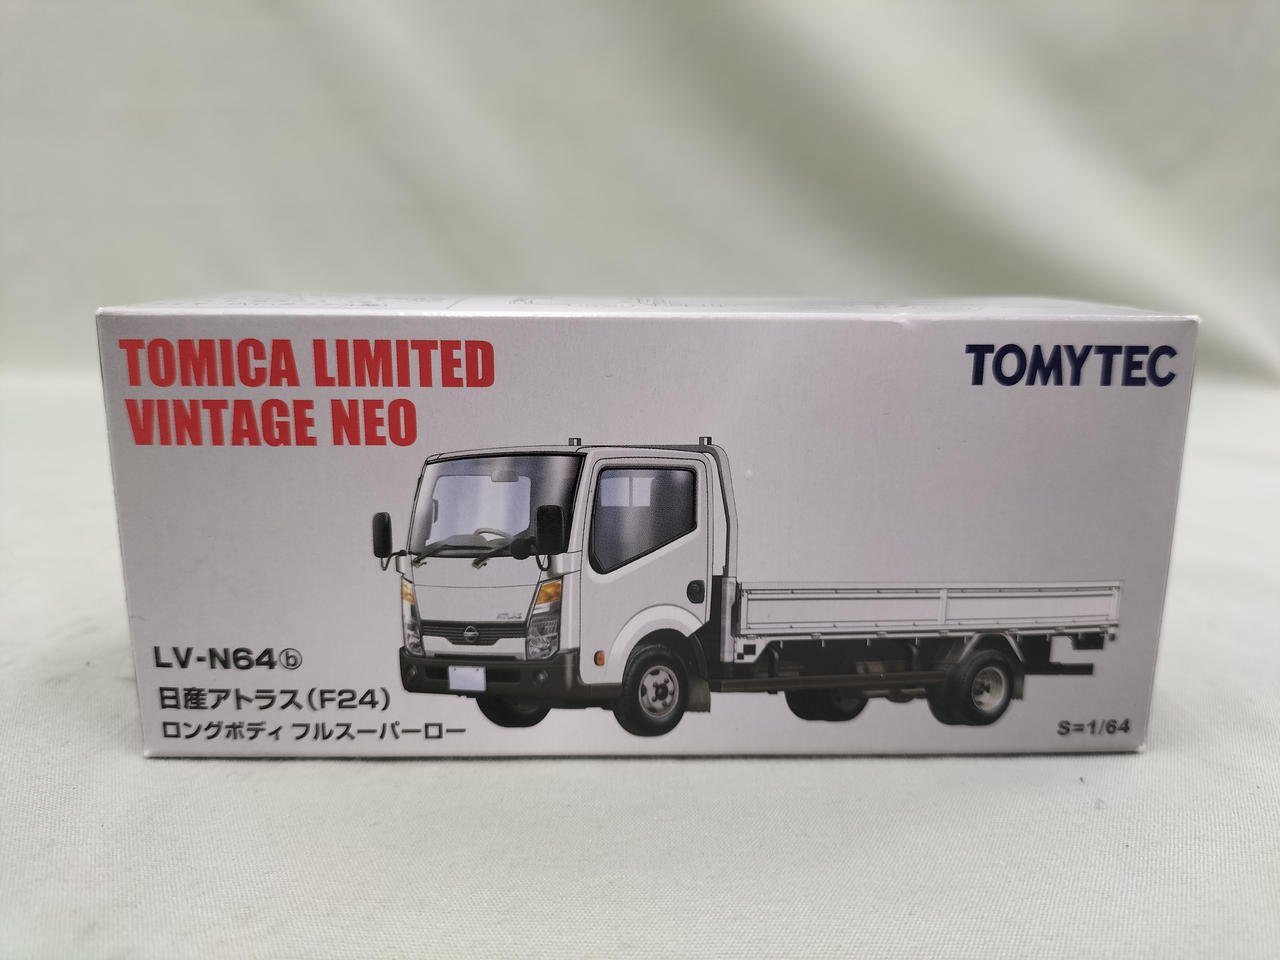 TOMICA LIMITED
VINTAGE NEO
TOMYTEC
ATLAS
LV-N64ⓑ
日産アトラス(F24)
ロングボディ フルスーパーロー
S=1/64